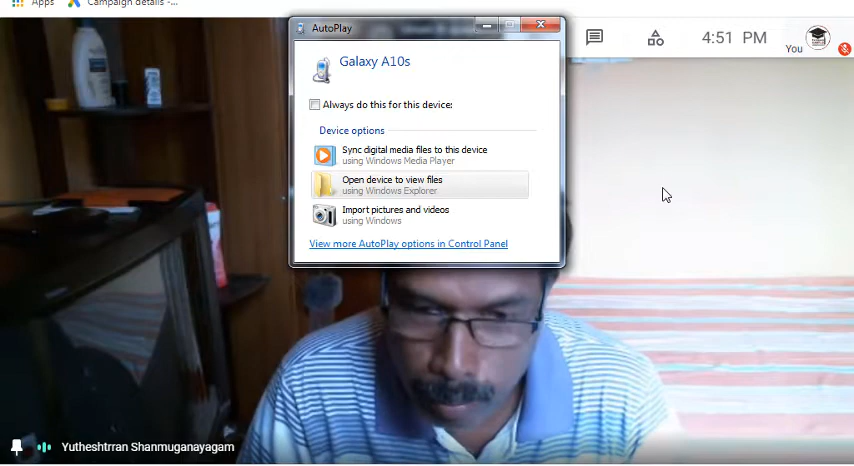 Apps
Campaign details -...
AutoPlay
4:51 PM
You
Galaxy A10s
Always do this for this device:
Device options
Sync digital media files to this device
using Windows Media Player
Open device to view files
using Windows Explorer
Import pictures and videos
using Windows
View more AutoPlay options in Control Panel
Yutheshtrran Shanmuganayagam